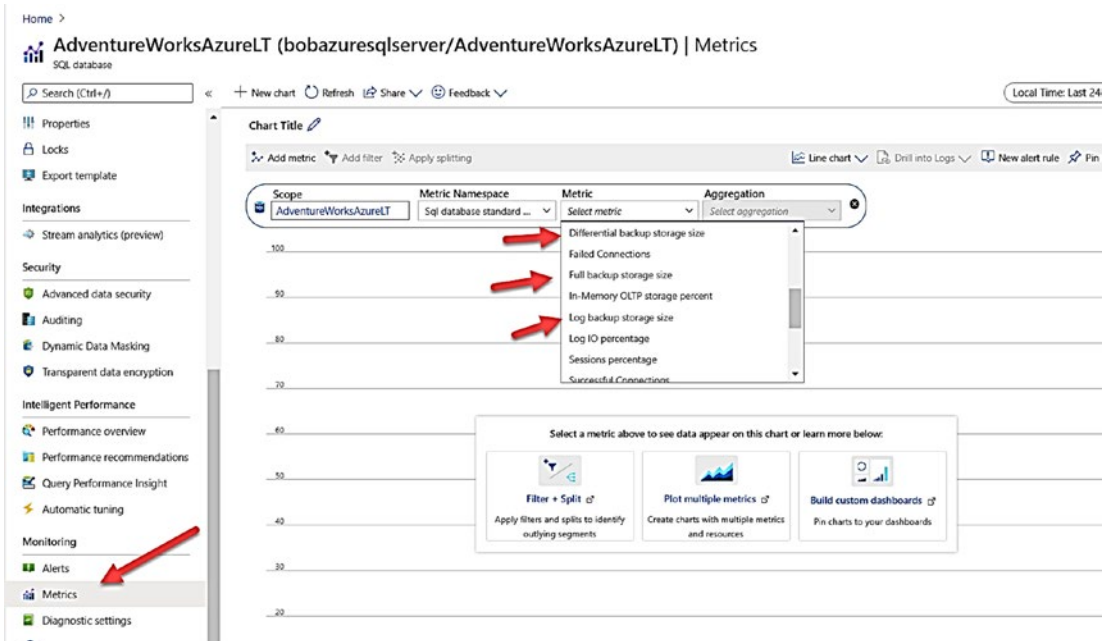 Home >
AdventureWorksAzureLT (bobazuresqlserver/AdventureWorksAzureLT) | Metrics
SQL database
Search (Ctrl+/)
«
New chart Refresh Share Feedback
Local Time: Last 24
Properties
Locks
Export template
Integrations
Stream analytics (preview)
Security
Advanced data security
Auditing
Dynamic Data Masking
Transparent data encryption
Intelligent Performance
Performance overview
Performance recommendations
Query Performance Insight
Automatic tuning
Monitoring
Alerts
Metrics
Diagnostic settings
Chart Title
Add metric Add filter Apply splitting
Line chart Drill into Logs New alert rule Pin
Scope Metric Namespace Metric Aggregation
AdventureWorksAzureLT Sql database standard ... Select metric Select aggregation
Differential backup storage size
Failed Connections
Full backup storage size
In-Memory OLTP storage percent
Log backup storage size
Log IO percentage
Sessions percentage
Successful Connections
100
90
80
70
60
50
40
30
20
Select a metric above to see data appear on this chart or learn more below:
Filter + Split
Apply filters and splits to identify
outlying segments
Plot multiple metrics
Create charts with multiple metrics
and resources
Build custom dashboards
Pin charts to your dashboards